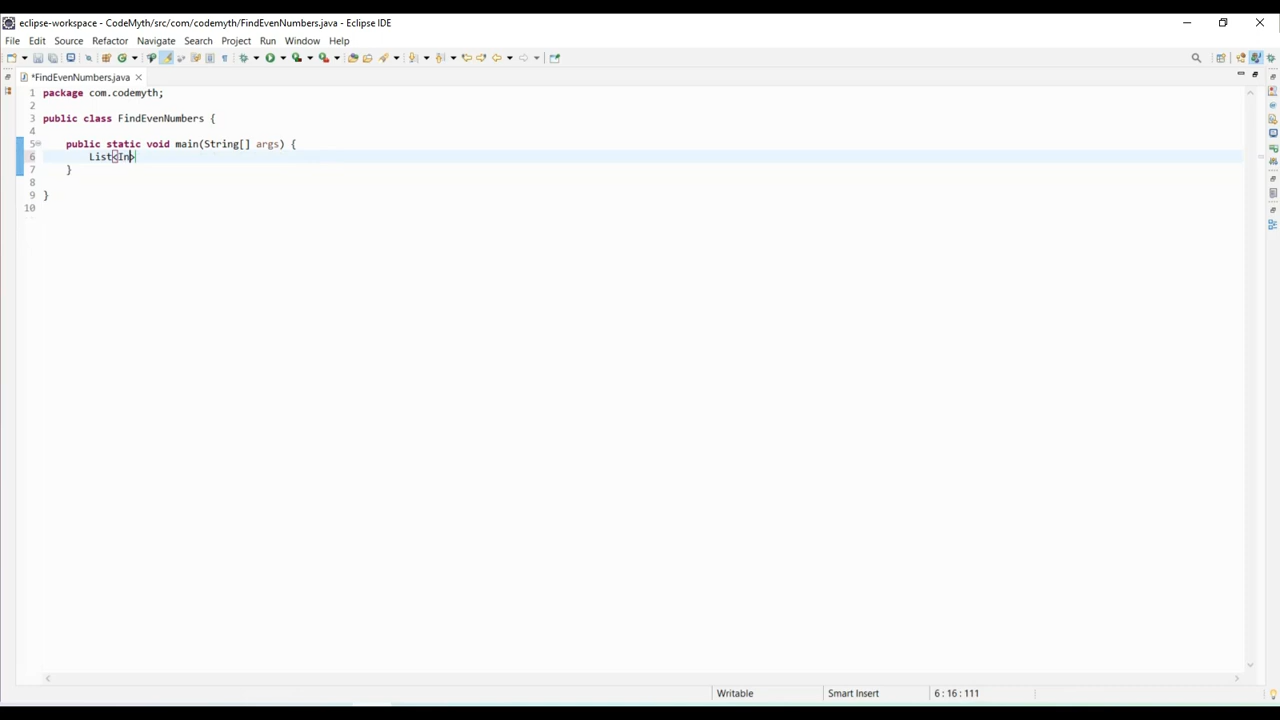 eclipse-workspace - CodeMyth/src/com/codemyth/FindEvenNumbers.java - Eclipse IDE
File Edit Source Refactor Navigate Search Project Run Window Help
*FindEvenNumbers.java
1 package com.codemyth;
2
3 public class FindEvenNumbers {
4
5 public static void main(String[] args) {
6 List<In>
7 }
8
9 }
10
Writable Smart Insert 6 : 16 : 111